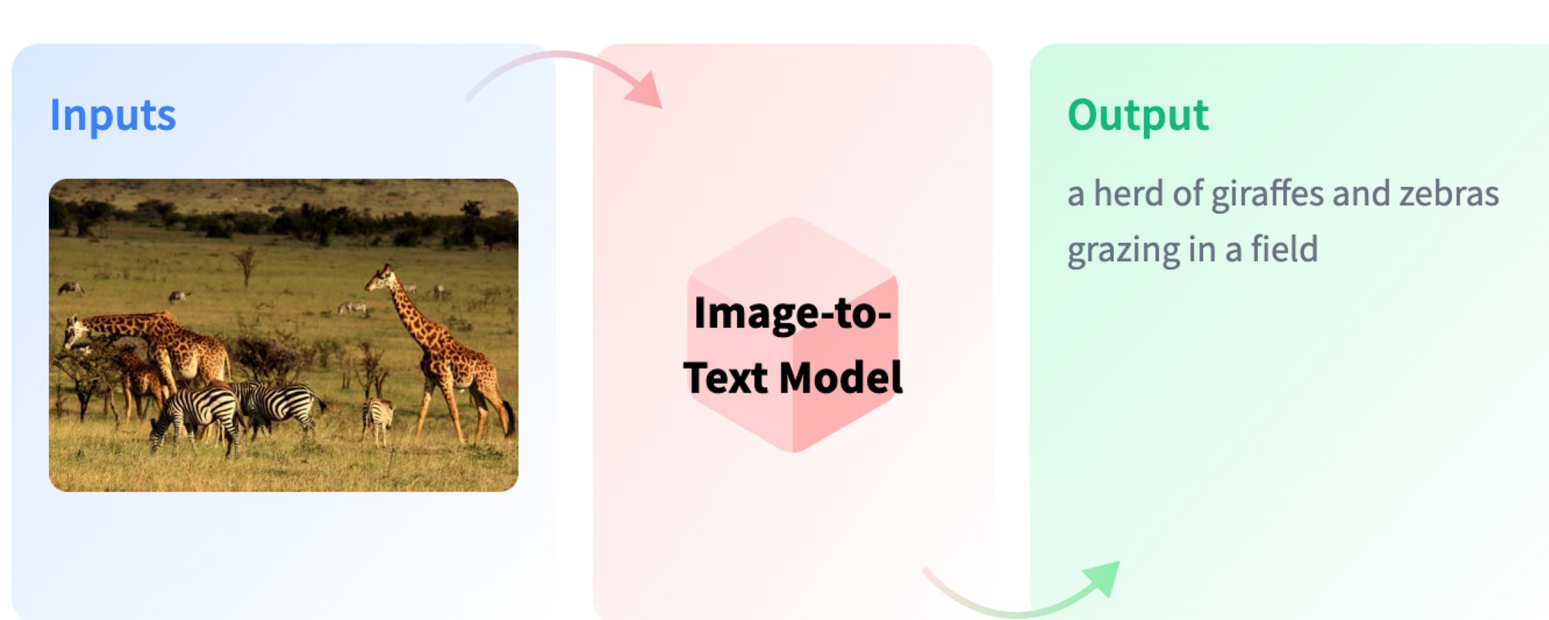 Inputs
Image-to-
Text Model
Output
a herd of giraffes and zebras
grazing in a field